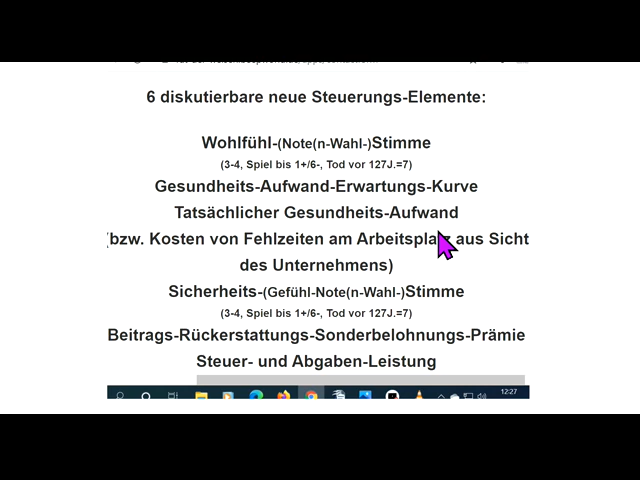 6 diskutierbare neue Steuerungs-Elemente:
Wohlfühl-(Note(n-Wahl-)Stimme
(3-4, Spiel bis 1+/6-, Tod vor 127J.=7)
Gesundheits-Aufwand-Erwartungs-Kurve
Tatsächlicher Gesundheits-Aufwand
(bzw. Kosten von Fehlzeiten am Arbeitsplatz aus Sicht
des Unternehmens)
Sicherheits-(Gefühl-Note(n-Wahl-)Stimme
(3-4, Spiel bis 1+/6-, Tod vor 127J.=7)
Beitrags-Rückerstattungs-Sonderbelohnungs-Prämie
Steuer- und Abgaben-Leistung
12:27